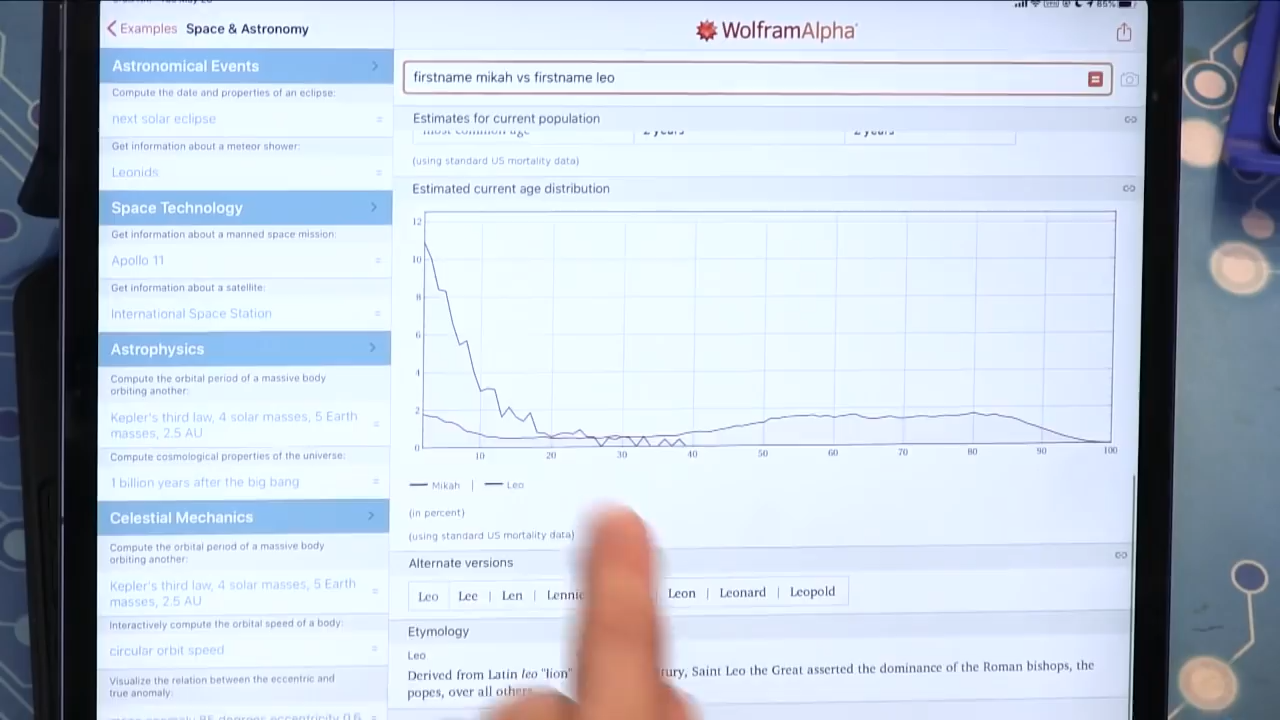 85%
Examples Space & Astronomy
WolframAlpha
Astronomical Events
Compute the date and properties of an eclipse:
next solar eclipse
Get information about a meteor shower:
Leonids
Space Technology
Get information about a manned space mission:
Apollo 11
Get information about a satellite:
International Space Station
Astrophysics
Compute the orbital period of a massive body
orbiting another:
Kepler's third law, 4 solar masses, 5 Earth
masses, 2.5 AU
Compute cosmological properties of the universe:
1 billion years after the big bang
Celestial Mechanics
Compute the orbital period of a massive body
orbiting another:
Kepler's third law, 4 solar masses, 5 Earth
masses, 2.5 AU
Interactively compute the orbital speed of a body:
circular orbit speed
Visualize the relation between the eccentric and
true anomaly:
firstname mikah vs firstname leo
Estimates for current population
most common age 2 years 2 years
(using standard US mortality data)
Estimated current age distribution
12
10
8
6
4
2
0
10 20 30 40 50 60 70 80 90 100
Mikah | Leo
(in percent)
(using standard US mortality data)
Alternate versions
Leo | Lee | Len | Leon | Leonard | Leopold
Etymology
Leo
Derived from Latin leo "lion" Saint Leo the Great asserted the dominance of the Roman bishops, the
popes, over all